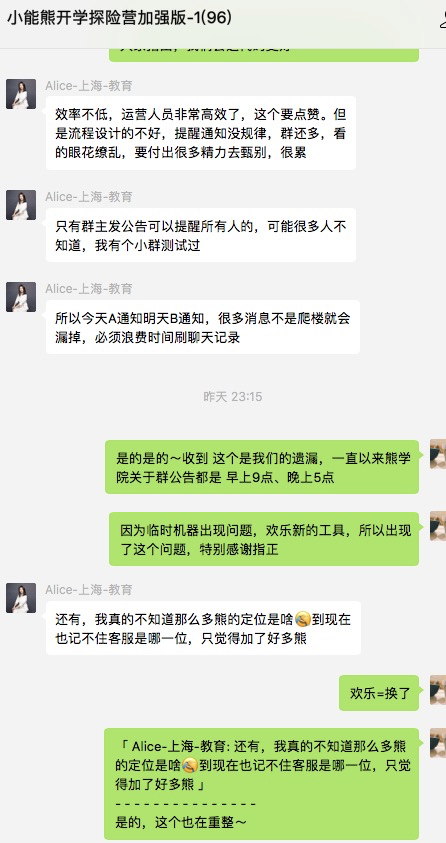 小能熊开学探险营加强版-1(96)
Alice-上海-教育
效率不低，运营人员非常高效了，这个要点赞。但
是流程设计的不好，提醒通知没规律，群还多，看
的眼花缭乱，要付出很多精力去甄别，很累
Alice-上海-教育
只有群主发公告可以提醒所有人的，可能很多人不
知道，我有个小群测试过
Alice-上海-教育
所以今天A通知明天B通知，很多消息不是爬楼就会
漏掉，必须浪费时间刷聊天记录
昨天 23:15
是的是的～收到 这个是我们的遗漏，一直以来熊学
院关于群公告都是 早上9点、晚上5点
因为临时机器出现问题，欢乐新的工具，所以出现
了这个问题，特别感谢指正
Alice-上海-教育
还有，我真的不知道那么多熊的定位是啥到现在
也记不住客服是哪一位，只觉得加了好多熊
欢乐=换了
「 Alice-上海-教育: 还有，我真的不知道那么多熊
的定位是啥到现在也记不住客服是哪一位，只觉
得加了好多熊 」
- - - - - - - - - - - - - - -
是的，这个也在重整～